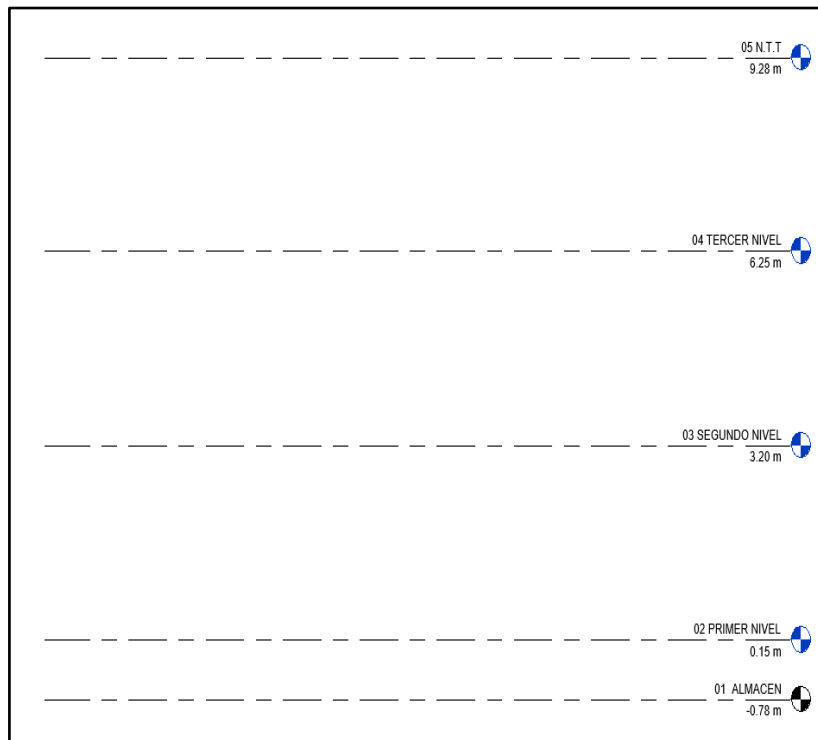 05 N.T.T
9.28 m
04 TERCER NIVEL
6.25 m
03 SEGUNDO NIVEL
3.20 m
02 PRIMER NIVEL
0.15 m
01 ALMACEN
-0.78 m